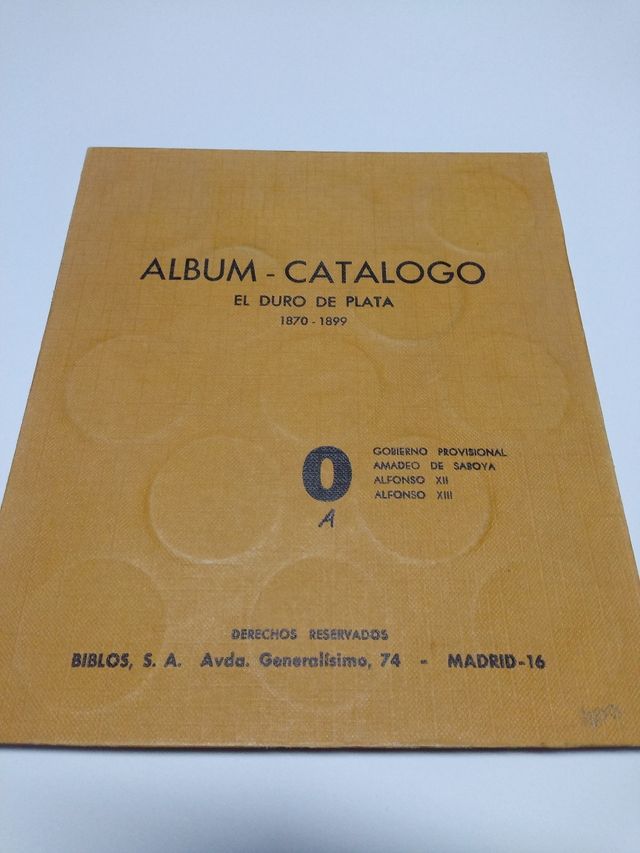 ALBUM - CATALOGO
EL DURO DE PLATA
1870 - 1899
0
A
GOBIERNO PROVISIONAL
AMADEO DE SABOYA
ALFONSO XII
ALFONSO XIII
DERECHOS RESERVADOS
BIBLOS, S. A. Avda. Generalísimo, 74 - MADRID-16